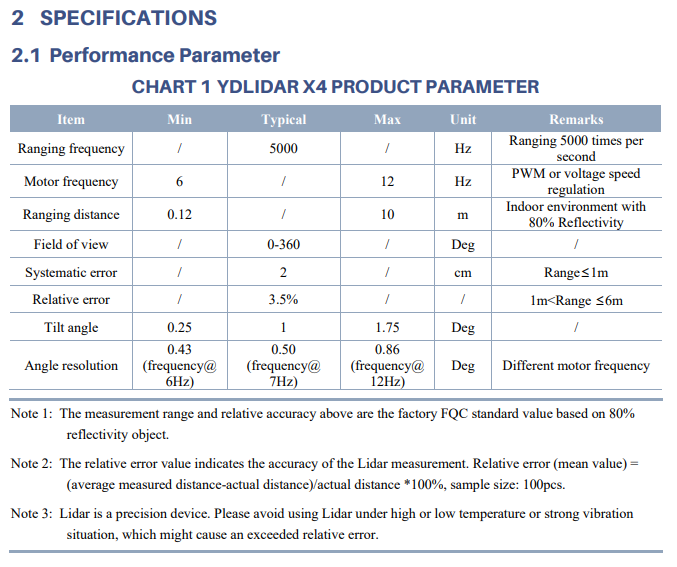 2 SPECIFICATIONS
2.1 Performance Parameter
CHART 1 YDLIDAR X4 PRODUCT PARAMETER
Item Min Typical Max Unit Remarks
Ranging frequency / 5000 / Hz Ranging 5000 times per
second
Motor frequency 6 / 12 Hz PWM or voltage speed
regulation
Ranging distance 0.12 / 10 m Indoor environment with
80% Reflectivity
Field of view / 0-360 / Deg /
Systematic error / 2 / cm Range≤1m
Relative error / 3.5% / / 1m<Range ≤6m
Tilt angle 0.25 1 1.75 Deg /
Angle resolution 0.43 (frequency@ 6Hz) 0.50 (frequency@ 7Hz) 0.86 (frequency@ 12Hz) Deg Different motor frequency
Note 1: The measurement range and relative accuracy above are the factory FQC standard value based on 80%
reflectivity object.
Note 2: The relative error value indicates the accuracy of the Lidar measurement. Relative error (mean value) =
(average measured distance-actual distance)/actual distance *100%, sample size: 100pcs.
Note 3: Lidar is a precision device. Please avoid using Lidar under high or low temperature or strong vibration
situation, which might cause an exceeded relative error.